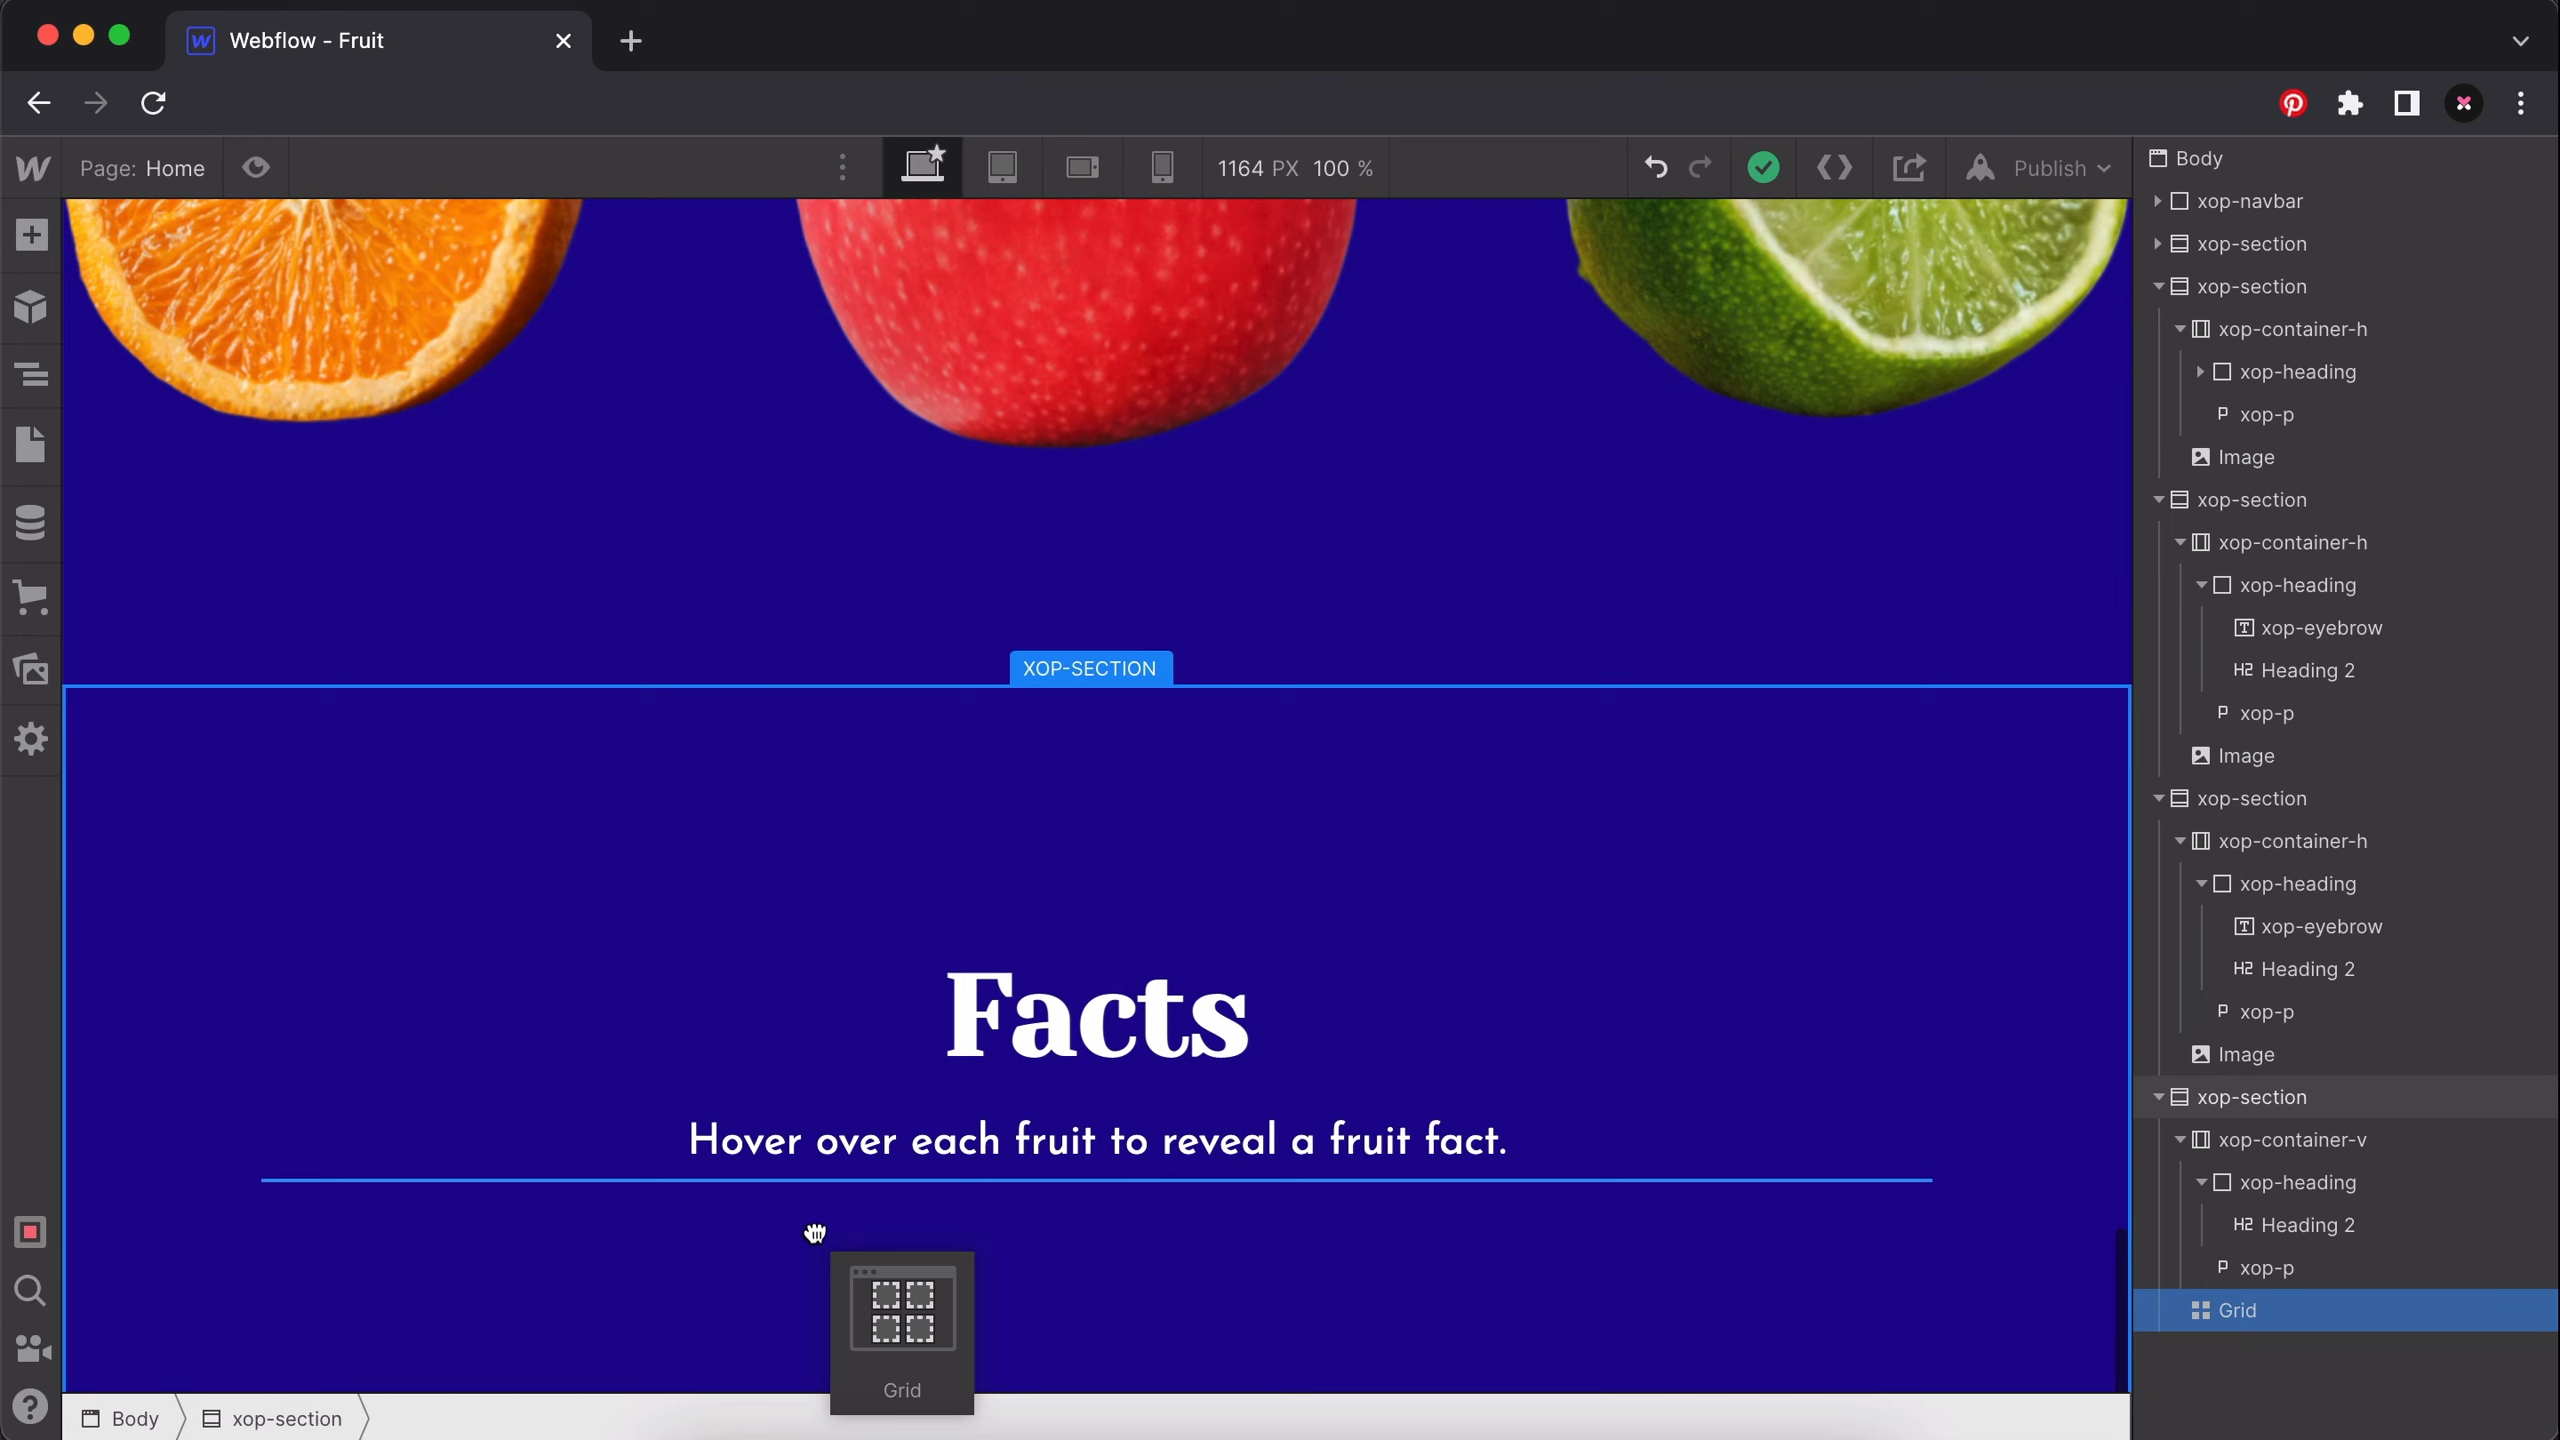 Webflow - Fruit
Page: Home
1164 PX 100 %
Publish
XOP-SECTION
Facts
Hover over each fruit to reveal a fruit fact.
Grid
Body
xop-section
Body
xop-navbar
xop-section
xop-section
xop-container-h
xop-heading
P xop-p
Image
xop-section
xop-container-h
xop-heading
T xop-eyebrow
H2 Heading 2
P xop-p
Image
xop-section
xop-container-h
xop-heading
T xop-eyebrow
H2 Heading 2
P xop-p
Image
xop-section
xop-container-v
xop-heading
H2 Heading 2
P xop-p
Grid